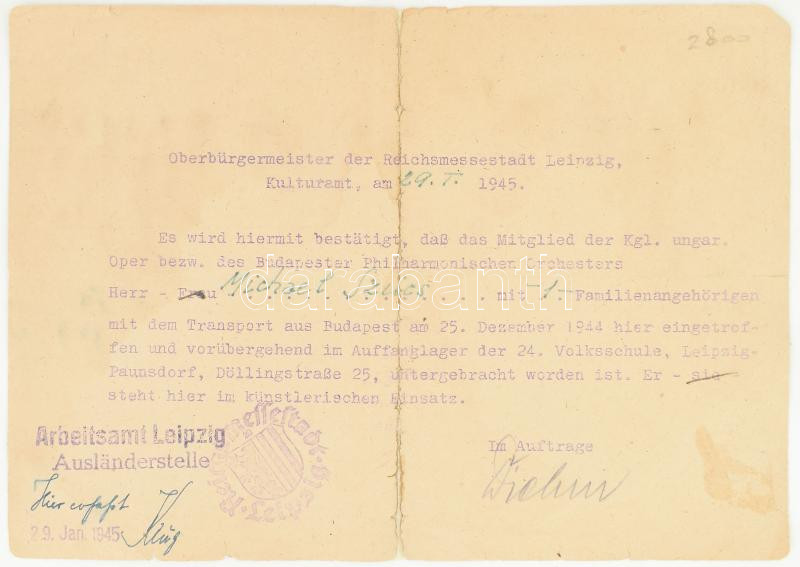 2800
Oberbürgermeister der Reichsmessestadt Leipzig,
Kulturamt, am 29. I. 1945.
Es wird hiermit bestätigt, daß das Mitglied der Kgl. ungar.
Oper bezw. des Budapester Philharmonischen Orchesters
Herr - Frau Michael Szücs mit -1- Familienangehörigen
mit dem Transport aus Budapest am 25. Dezember 1944 hier eingetrof-
fen und vorübergehend im Auffanglager der 24. Volksschule, Leipzig-
Paunsdorf, Döllingstraße 25, untergebracht worden ist. Er - sie
steht hier im künstlerischen Einsatz.
Arbeitsamt Leipzig
Ausländerstelle
Im Auftrage
Hier erfaßt
29. Jan. 1945
darabanth